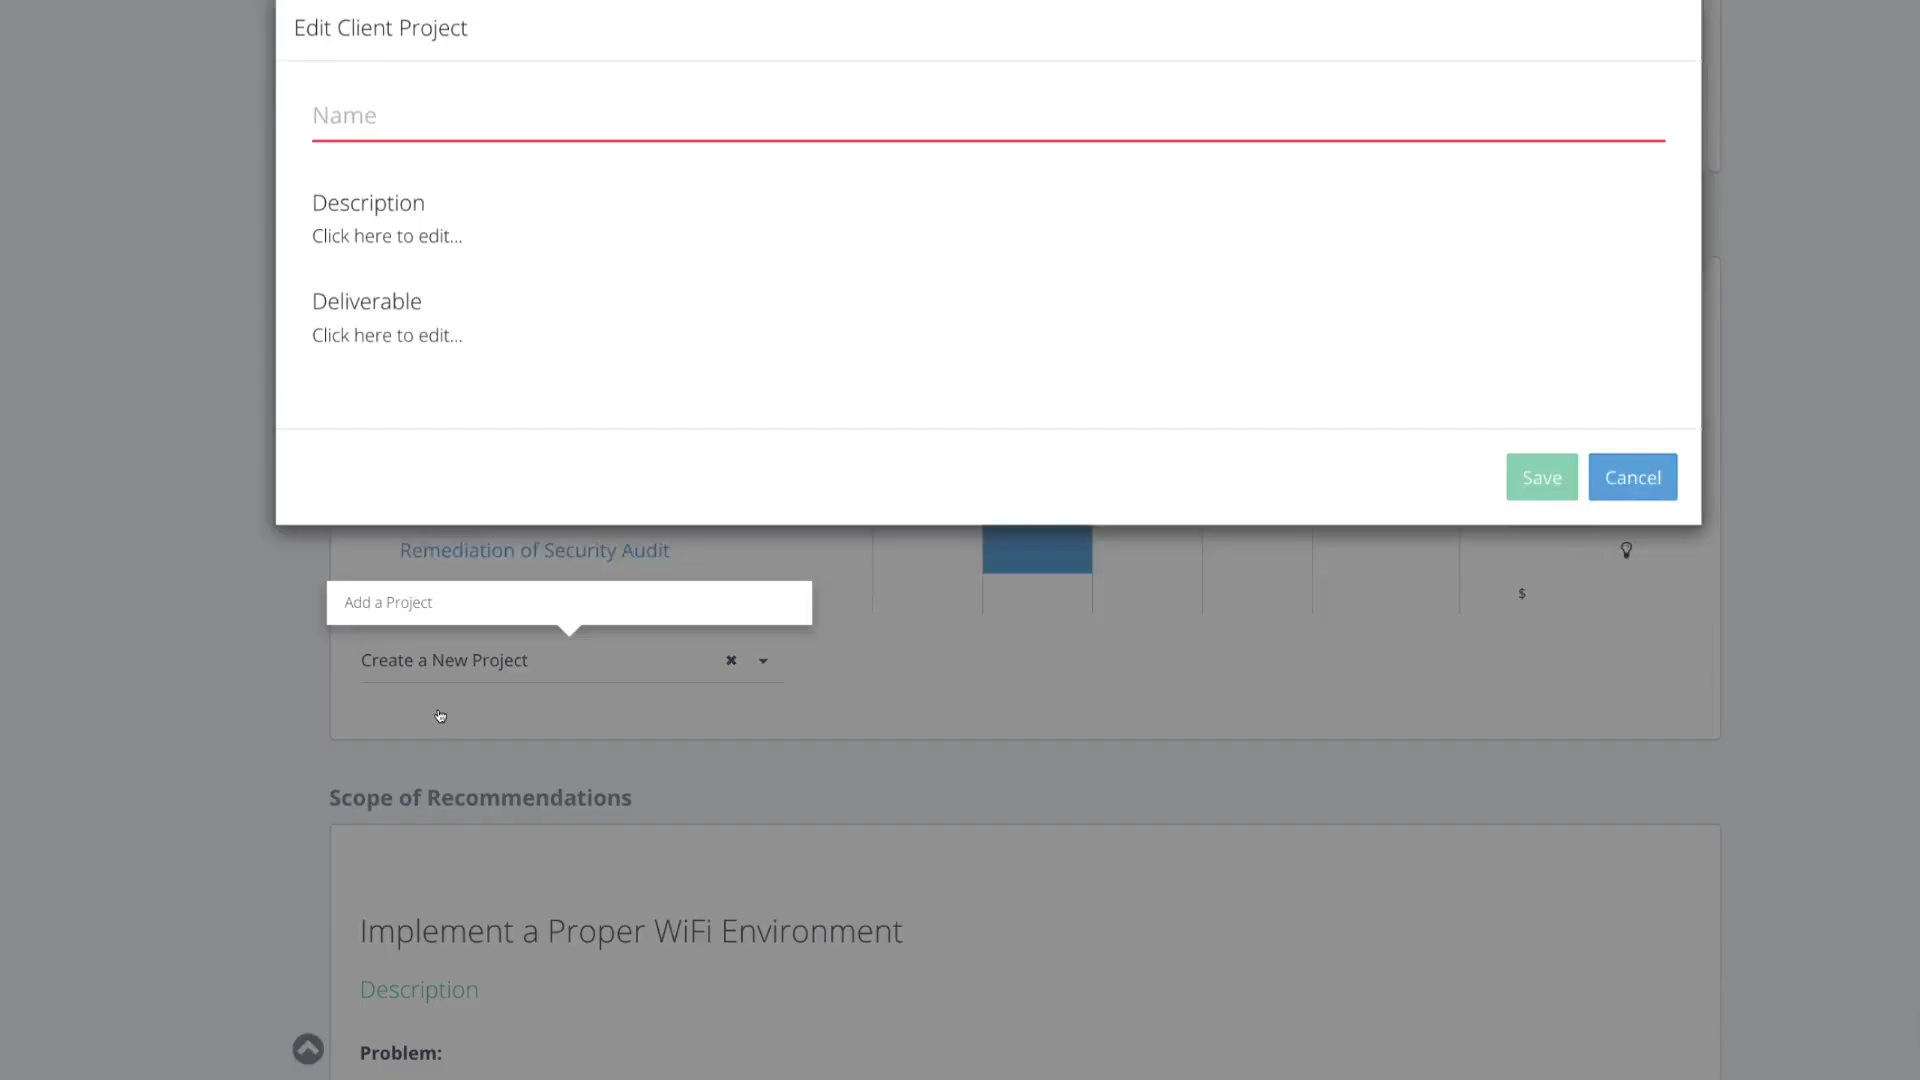 Edit Client Project
Name
Description
Click here to edit...
Deliverable
Click here to edit...
Save Cancel
Remediation of Security Audit
$
Add a Project
Create a New Project
Scope of Recommendations
Implement a Proper WiFi Environment
Description
Problem: